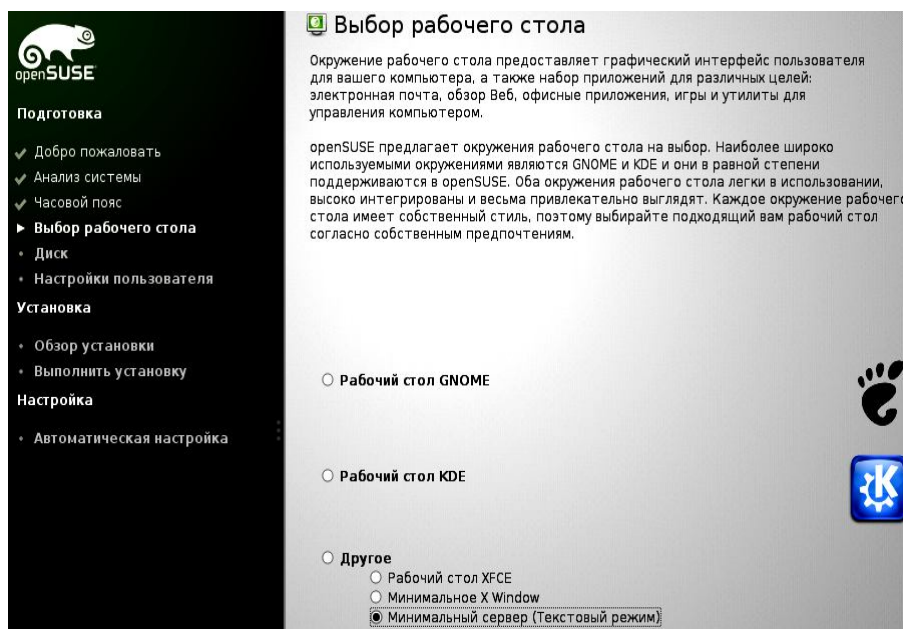 openSUSE
Подготовка
Добро пожаловать
Анализ системы
Часовой пояс
Выбор рабочего стола
Диск
Настройки пользователя
Установка
Обзор установки
Выполнить установку
Настройка
Автоматическая настройка
Выбор рабочего стола
Окружение рабочего стола предоставляет графический интерфейс пользователя
для вашего компьютера, а также набор приложений для различных целей:
электронная почта, обзор Веб, офисные приложения, игры и утилиты для
управления компьютером.
openSUSE предлагает окружения рабочего стола на выбор. Наиболее широко
используемыми окружениями являются GNOME и KDE и они в равной степени
поддерживаются в openSUSE. Оба окружения рабочего стола легки в использовании,
высоко интегрированы и весьма привлекательно выглядят. Каждое окружение рабочего
стола имеет собственный стиль, поэтому выбирайте подходящий вам рабочий стол
согласно собственным предпочтениям.
Рабочий стол GNOME
Рабочий стол KDE
K
Другое
Рабочий стол XFCE
Минимальное X Window
Минимальный сервер (Текстовый режим)